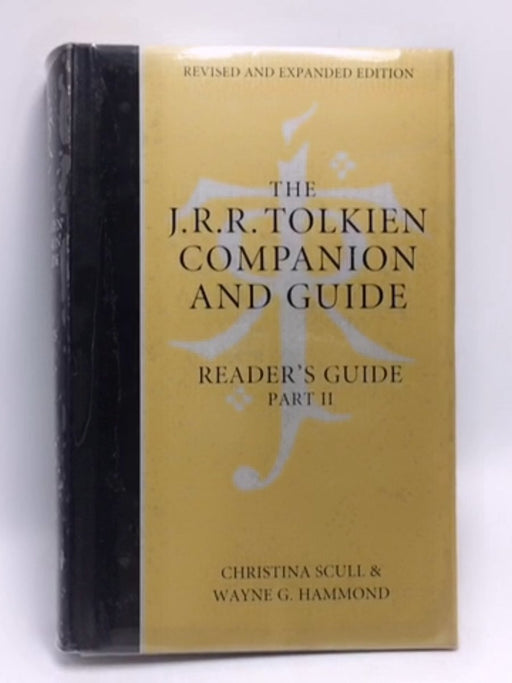 REVISED AND EXPANDED EDITION
THE
J.R.R. TOLKIEN
COMPANION
AND GUIDE
READER'S GUIDE
PART II
CHRISTINA SCULL &
WAYNE G. HAMMOND